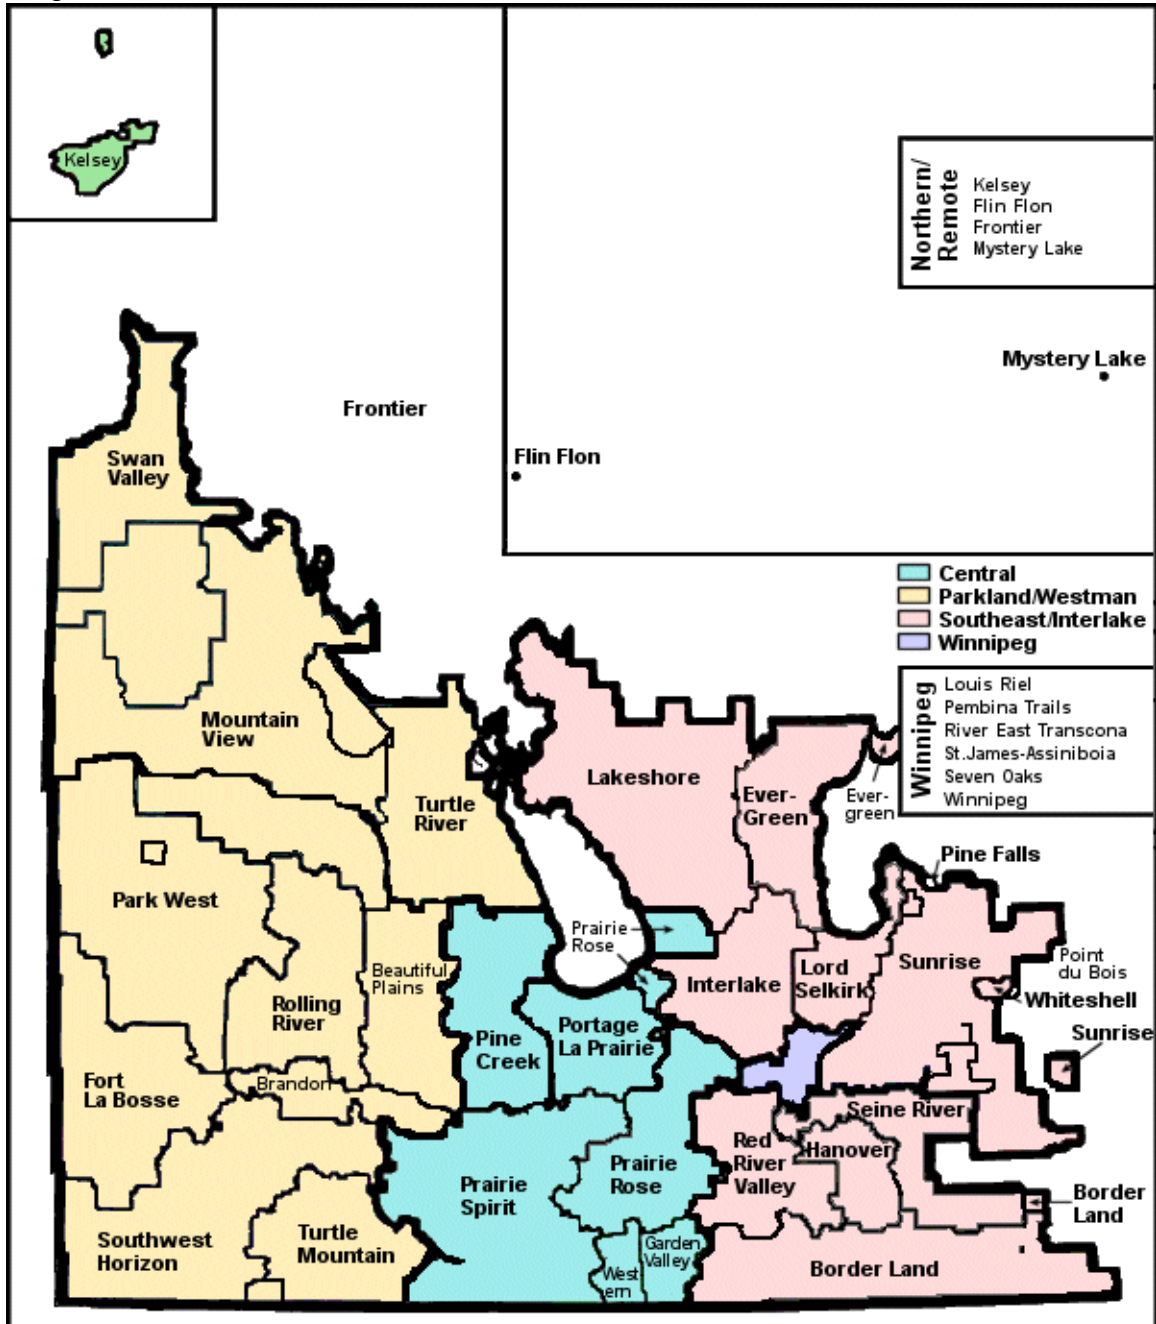 Kelsey
Northern/
Remote
Kelsey
Flin Flon
Frontier
Mystery Lake
Mystery Lake
Frontier
Flin Flon
Swan
Valley
Central
Parkland/Westman
Southeast/Interlake
Winnipeg
Winnipeg
Louis Riel
Pembina Trails
River East Transcona
St.James-Assiniboia
Seven Oaks
Winnipeg
Mountain
View
Turtle
River
Lakeshore
Ever-
Green
Ever-
green
Pine Falls
Park West
Prairie
Rose
Beautiful
Plains
Rolling
River
Interlake
Lord
Selkirk
Sunrise
Point
du Bois
Whiteshell
Sunrise
Pine
Creek
Portage
La Prairie
Fort
La Bosse
Brandon
Seine River
Red
River
Valley
Hanover
Prairie
Spirit
Prairie
Rose
Border
Land
Southwest
Horizon
Turtle
Mountain
Garden
Valley
West
ern
Border Land